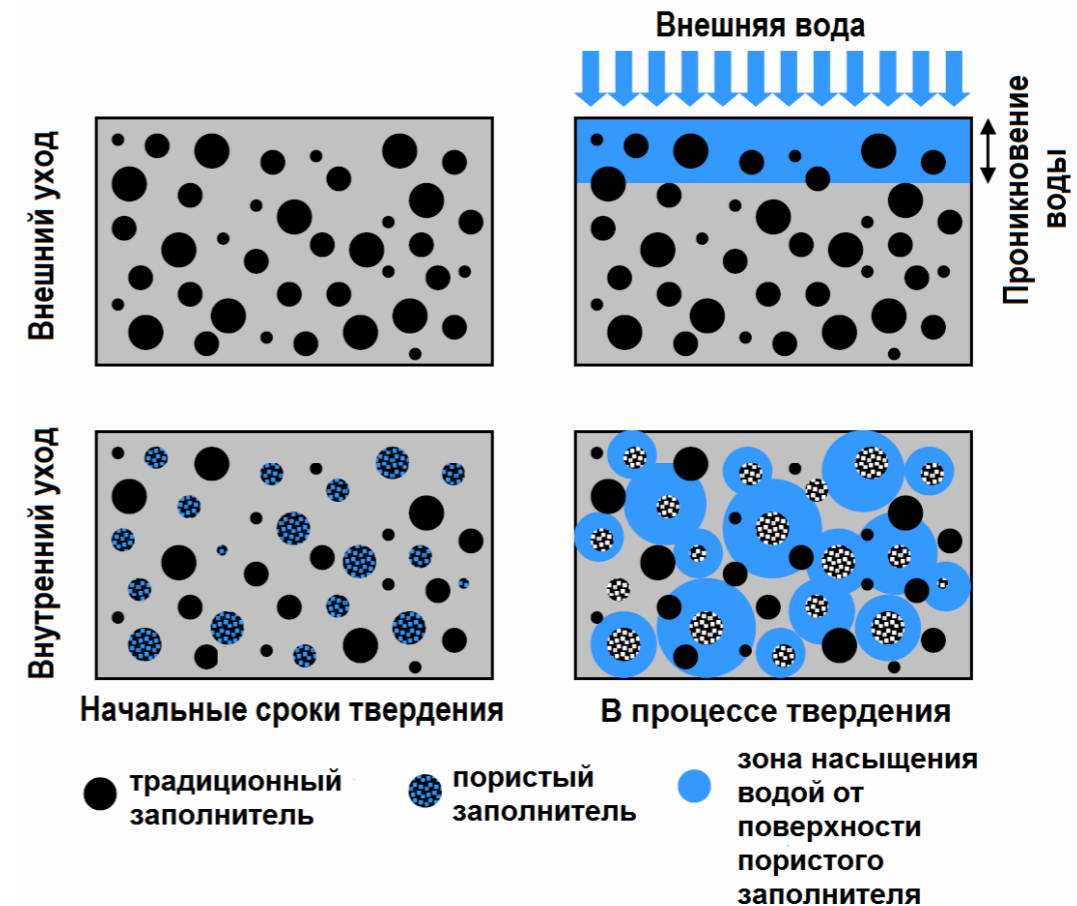 Внешняя вода
Внешний уход
Проникновение
воды
Внутренний уход
Начальные сроки твердения
В процессе твердения
традиционный
заполнитель
пористый
заполнитель
зона насыщения
водой от
поверхности
пористого
заполнителя